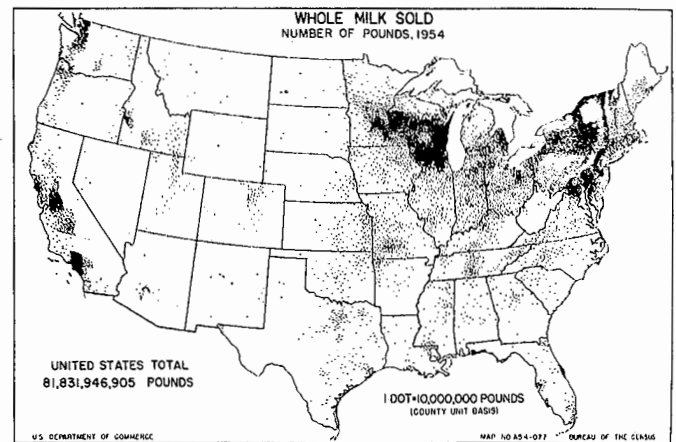 WHOLE MILK SOLD
NUMBER OF POUNDS, 1954
UNITED STATES TOTAL
81,831,946,905 POUNDS
1 DOT=10,000,000 POUNDS
(COUNTY UNIT BASIS)
U S DEPARTMENT OF COMMERCE
MAP NO A54-077 BUREAU OF THE CENSUS